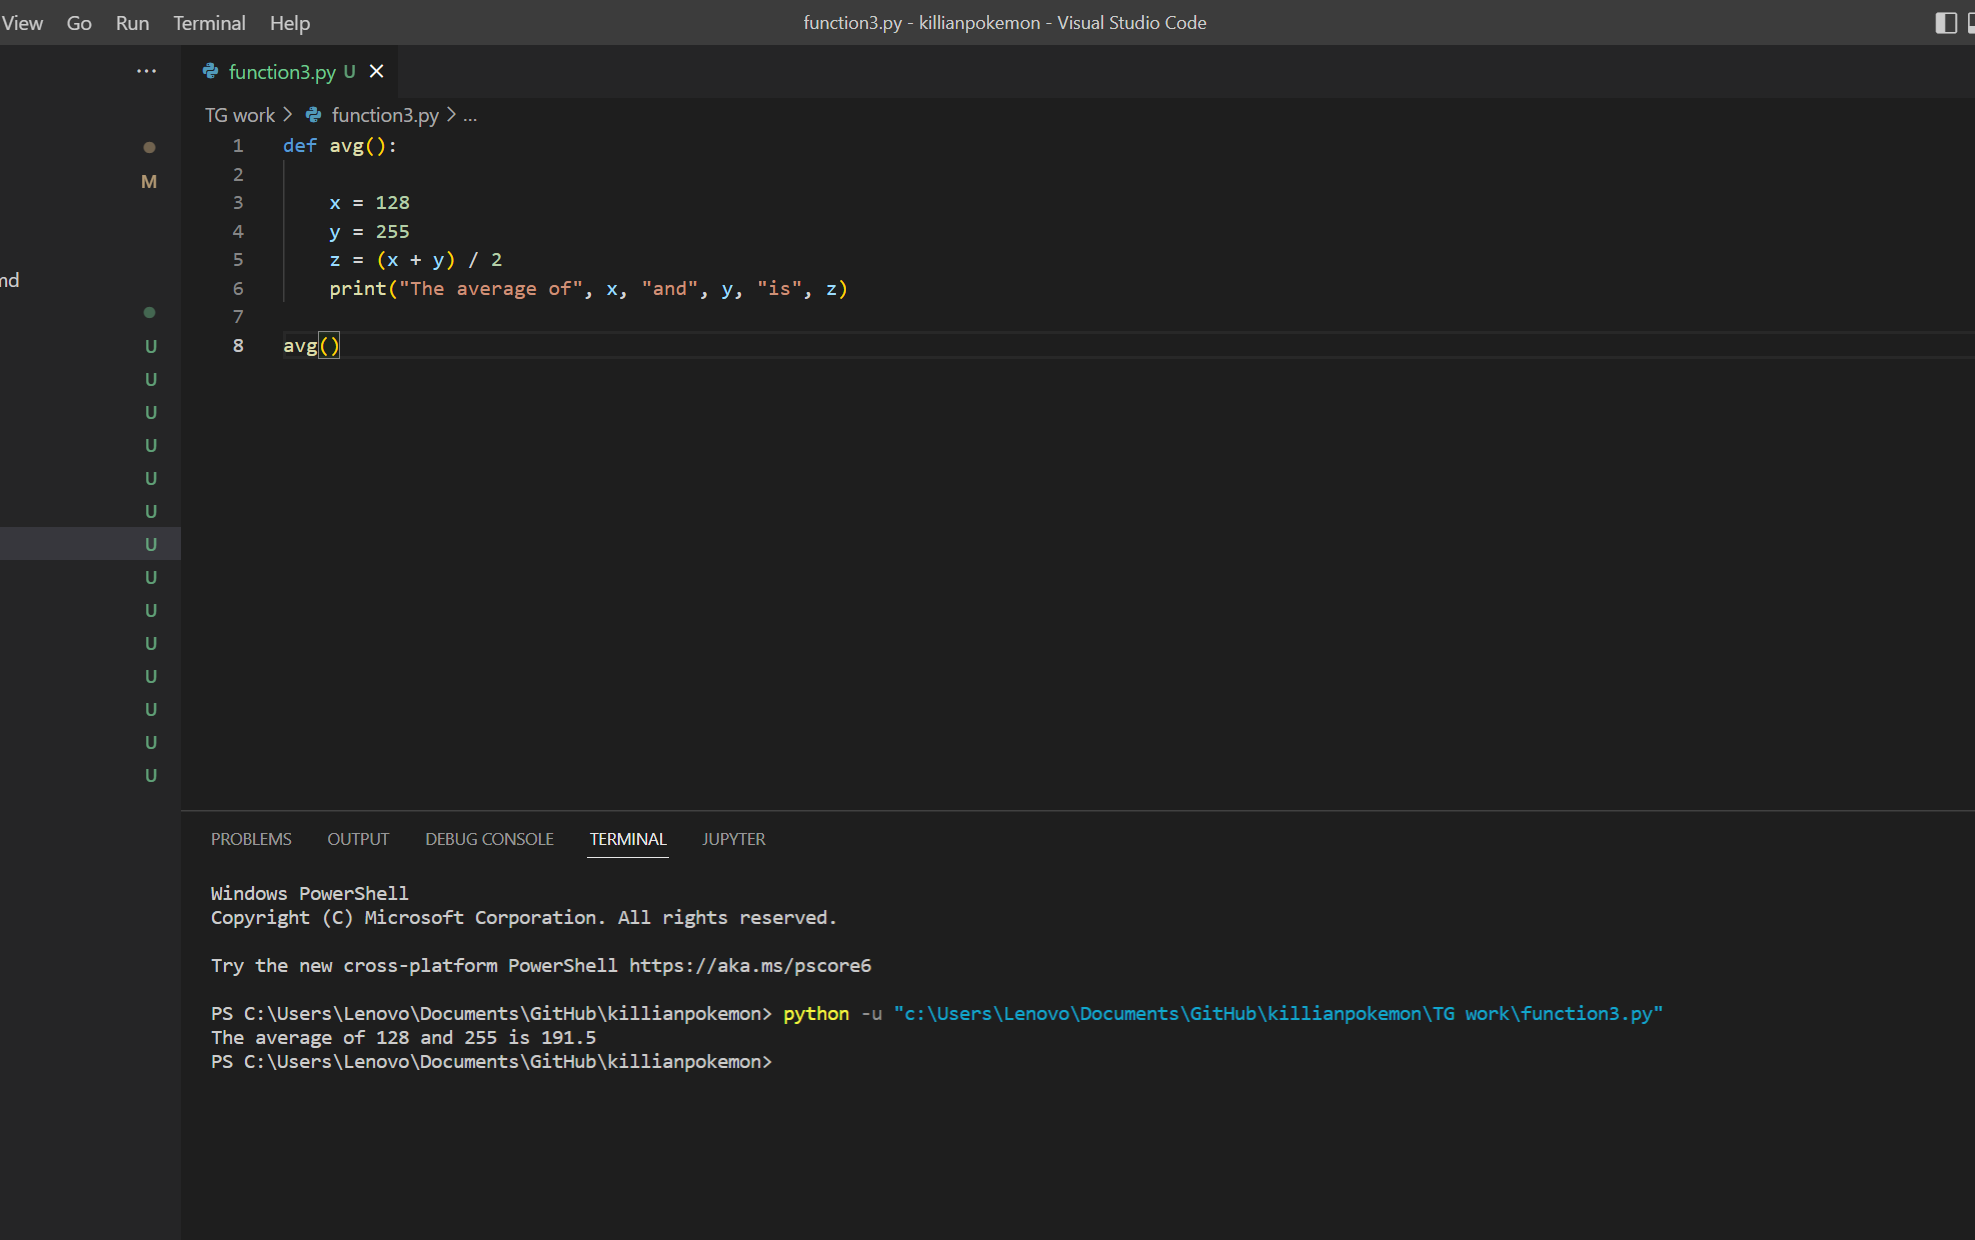 View Go Run Terminal Help function3.py - killianpokemon - Visual Studio Code
... function3.py U
TG work > function3.py > ...
1 def avg():
M
2
3 x = 128
4 y = 255
5 z = (x + y) / 2
6 print("The average of", x, "and", y, "is", z)
7
8 avg()
U
U
U
U
U
U
U
U
U
U
U
U
U
U
PROBLEMS OUTPUT DEBUG CONSOLE TERMINAL JUPYTER
Windows PowerShell
Copyright (C) Microsoft Corporation. All rights reserved.
Try the new cross-platform PowerShell https://aka.ms/pscore6
PS C:\Users\Lenovo\Documents\GitHub\killianpokemon> python -u "c:\Users\Lenovo\Documents\GitHub\killianpokemon\TG work\function3.py"
The average of 128 and 255 is 191.5
PS C:\Users\Lenovo\Documents\GitHub\killianpokemon>